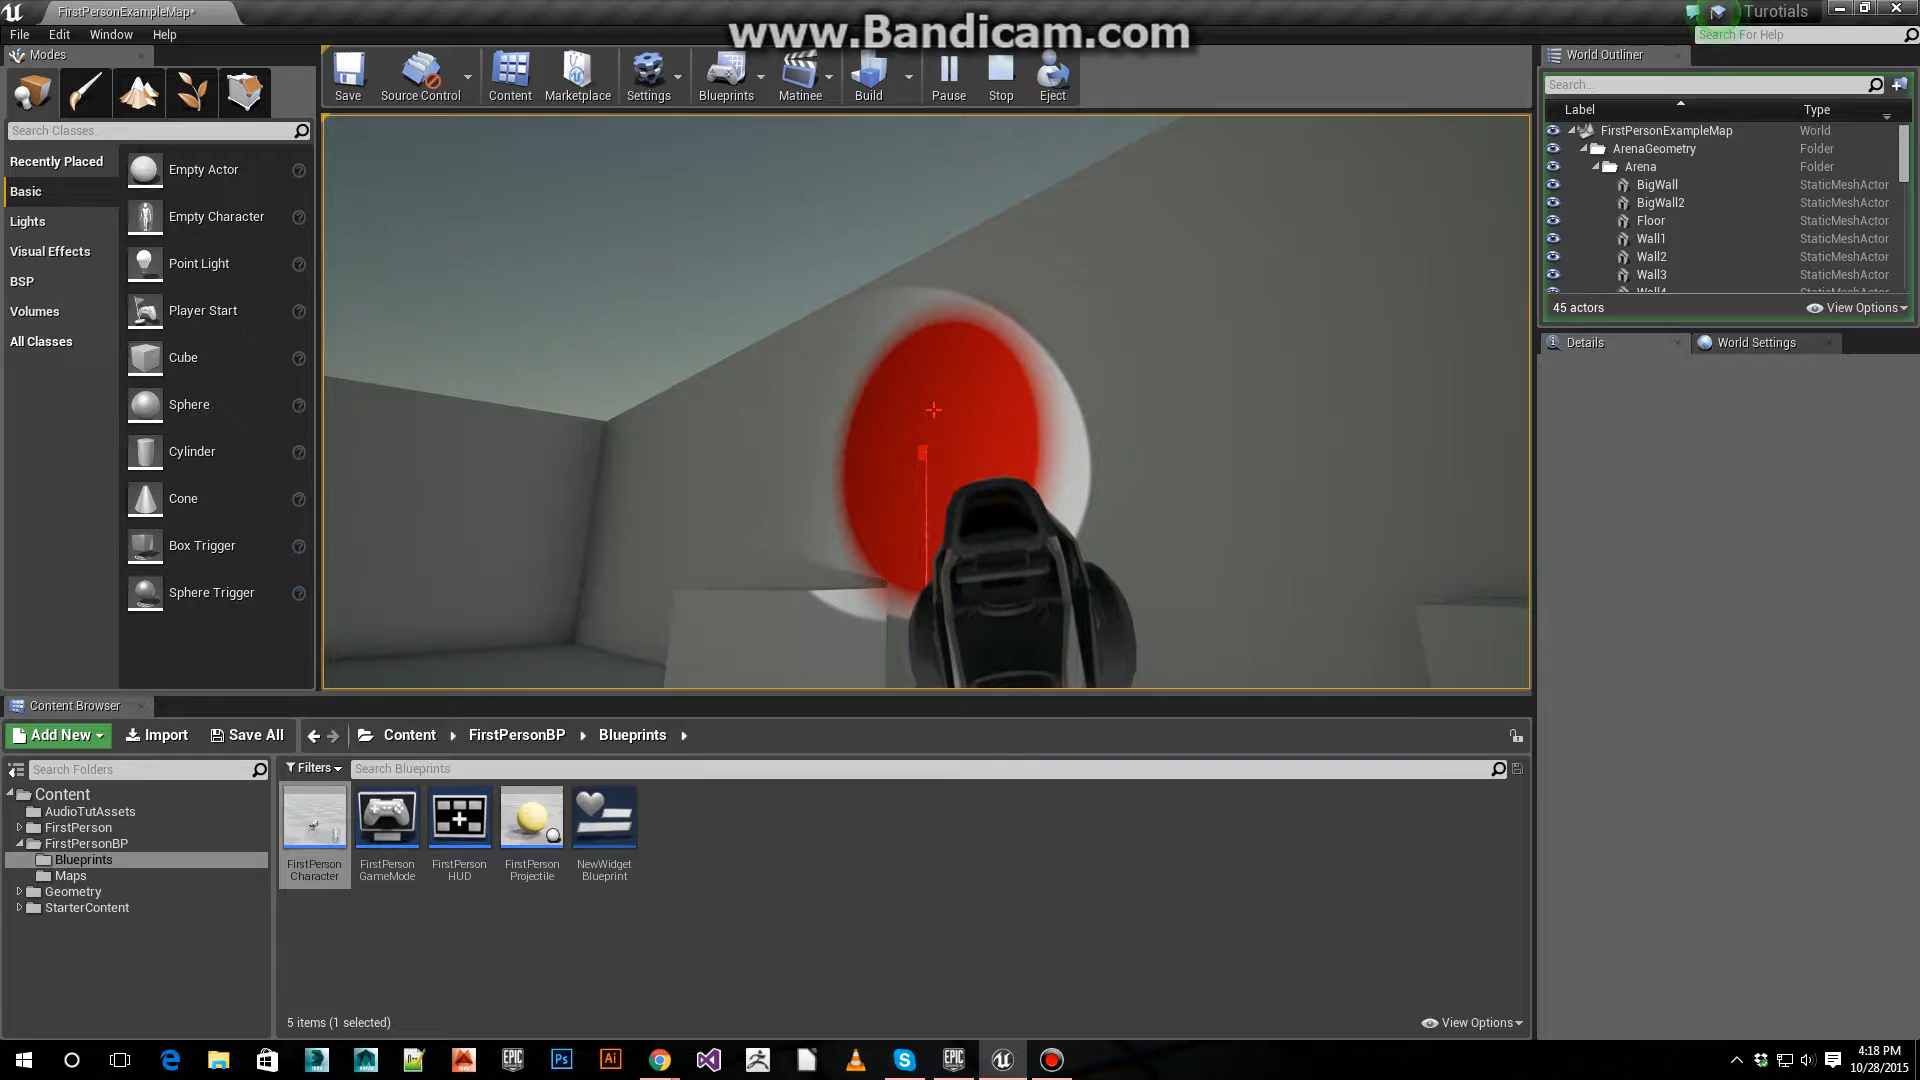 FirstPersonExampleMap*
www.Bandicam.com
Turotials
File Edit Window Help
Search For Help
Modes
Save
Source Control
Content
Marketplace
Settings
Blueprints
Matinee
Build
Pause
Stop
Eject
World Outliner
Search...
Label Type
Search Classes
Recently Placed
Basic
Lights
Visual Effects
BSP
Volumes
All Classes
Empty Actor
Empty Character
Point Light
Player Start
Cube
Sphere
Cylinder
Cone
Box Trigger
Sphere Trigger
FirstPersonExampleMap World
ArenaGeometry Folder
Arena Folder
BigWall StaticMeshActor
BigWall2 StaticMeshActor
Floor StaticMeshActor
Wall1 StaticMeshActor
Wall2 StaticMeshActor
Wall3 StaticMeshActor
45 actors View Options
Details World Settings
Content Browser
Add New Import Save All Content FirstPersonBP Blueprints
Search Folders
Filters Search Blueprints
Content
AudioTutAssets
FirstPerson
FirstPersonBP
Blueprints
Maps
Geometry
StarterContent
FirstPerson
Character
FirstPerson
GameMode
FirstPerson
HUD
FirstPerson
Projectile
NewWidget
Blueprint
5 items (1 selected) View Options
EPIC
Ps
Ai
EPIC
4:18 PM
10/28/2015